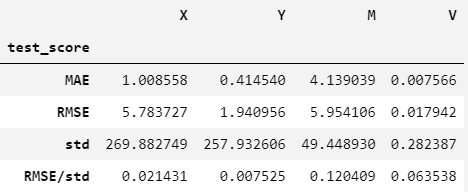 X Y M V
test_score
MAE 1.008558 0.414540 4.139039 0.007566
RMSE 5.783727 1.940956 5.954106 0.017942
std 269.882749 257.932606 49.448930 0.282387
RMSE/std 0.021431 0.007525 0.120409 0.063538